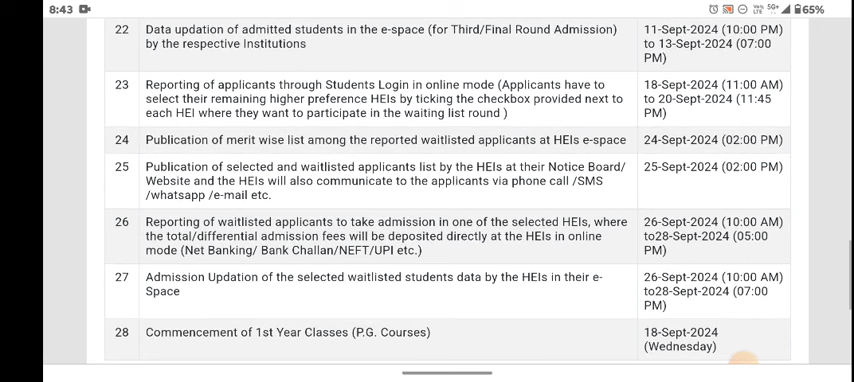 8:43 65%
22 Data updation of admitted students in the e-space (for Third/Final Round Admission) 11-Sept-2024 (10:00 PM)
by the respective Institutions to 13-Sept-2024 (07:00
PM)
23 Reporting of applicants through Students Login in online mode (Applicants have to 18-Sept-2024 (11:00 AM)
select their remaining higher preference HEIs by ticking the checkbox provided next to to 20-Sept-2024 (11:45
each HEI where they want to participate in the waiting list round ) PM)
24 Publication of merit wise list among the reported waitlisted applicants at HEIs e-space 24-Sept-2024 (02:00 PM)
25 Publication of selected and waitlisted applicants list by the HEIs at their Notice Board/ 25-Sept-2024 (02:00 PM)
Website and the HEIs will also communicate to the applicants via phone call /SMS
/whatsapp /e-mail etc.
26 Reporting of waitlisted applicants to take admission in one of the selected HEIs, where 26-Sept-2024 (10:00 AM)
the total/differential admission fees will be deposited directly at the HEIs in online to28-Sept-2024 (05:00
mode (Net Banking/ Bank Challan/NEFT/UPI etc.) PM)
27 Admission Updation of the selected waitlisted students data by the HEIs in their e- 26-Sept-2024 (10:00 AM)
Space to28-Sept-2024 (07:00
PM)
28 Commencement of 1st Year Classes (P.G. Courses) 18-Sept-2024
(Wednesday)